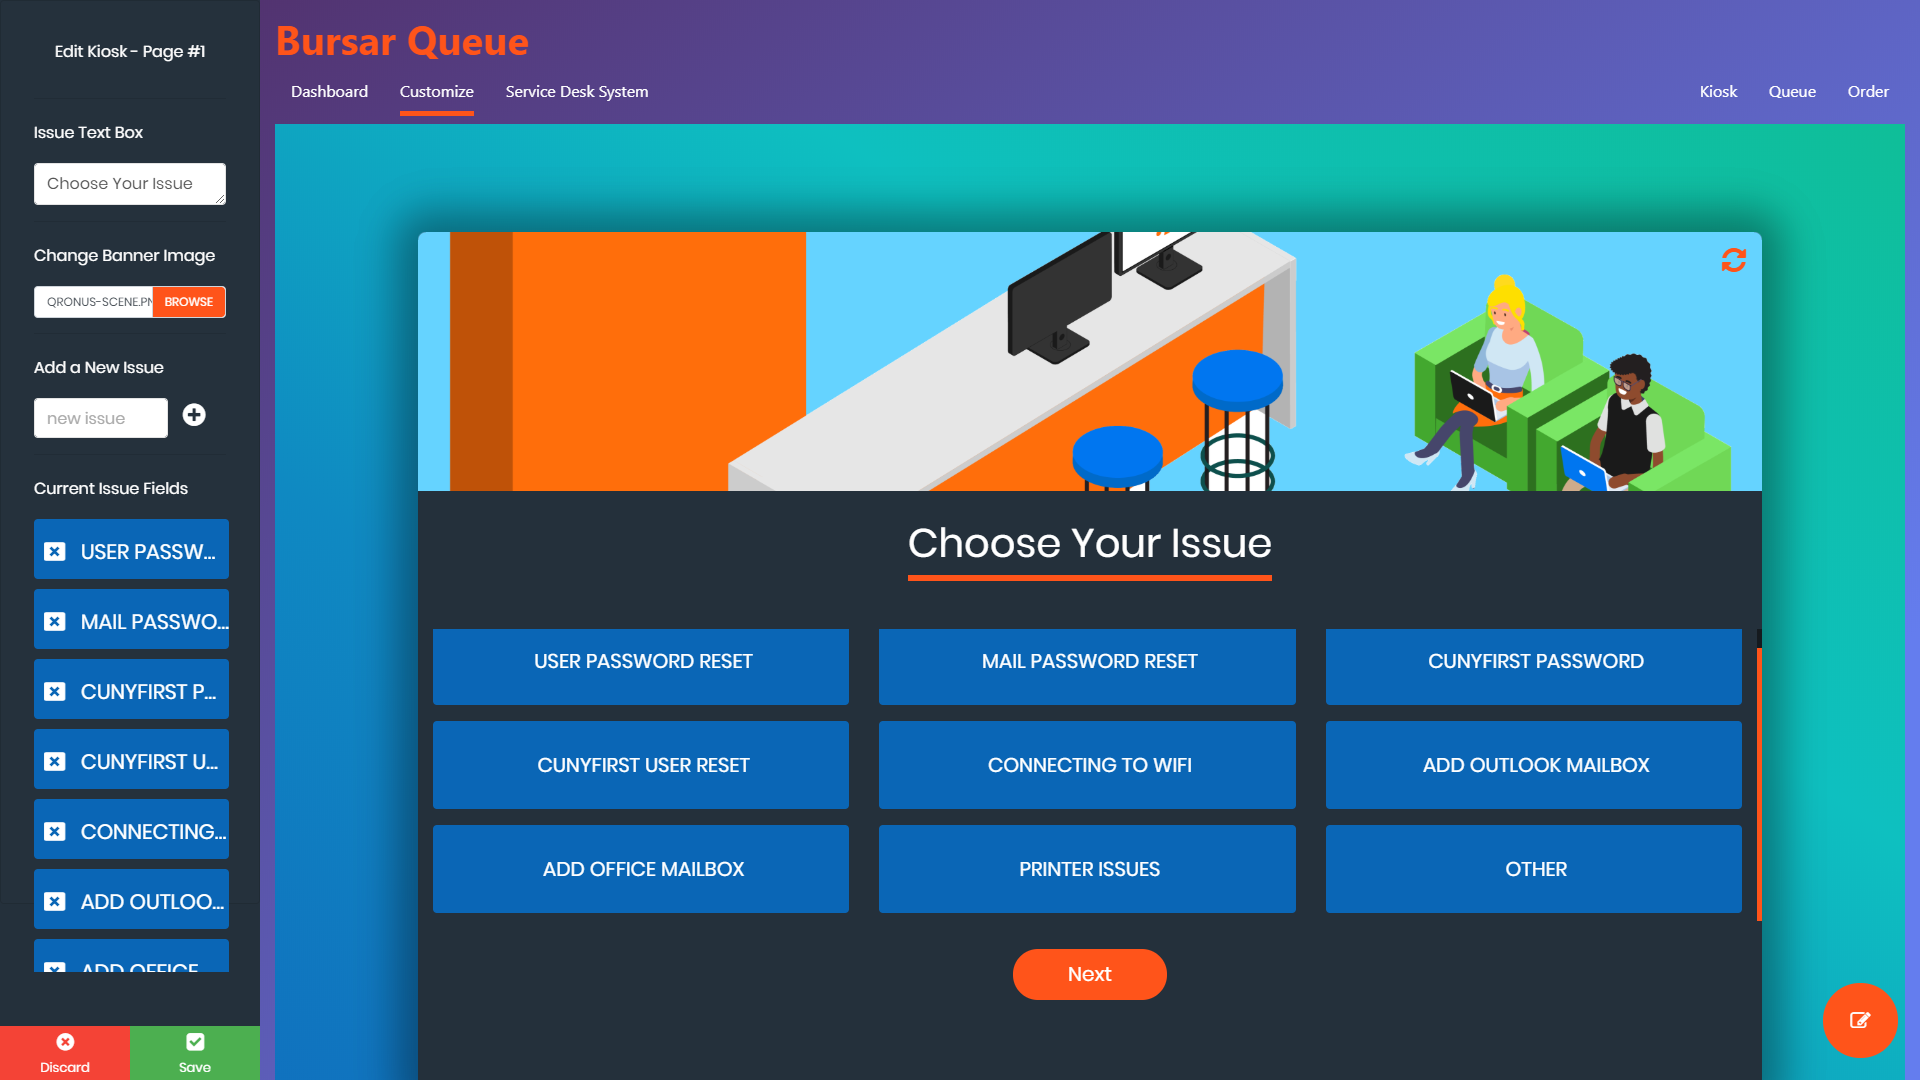 Edit Kiosk - Page #1
Issue Text Box
Choose Your Issue
Change Banner Image
QRONUS-SCENE.PN
BROWSE
Add a New Issue
new issue
Current Issue Fields
USER PASSW...
MAIL PASSWO...
CUNYFIRST P...
CUNYFIRST U...
CONNECTING...
ADD OUTLOO...
ADD OFFICE
Discard
Save
Bursar Queue
Dashboard
Customize
Service Desk System
Kiosk
Queue
Order
Choose Your Issue
USER PASSWORD RESET
MAIL PASSWORD RESET
CUNYFIRST PASSWORD
CUNYFIRST USER RESET
CONNECTING TO WIFI
ADD OUTLOOK MAILBOX
ADD OFFICE MAILBOX
PRINTER ISSUES
OTHER
Next